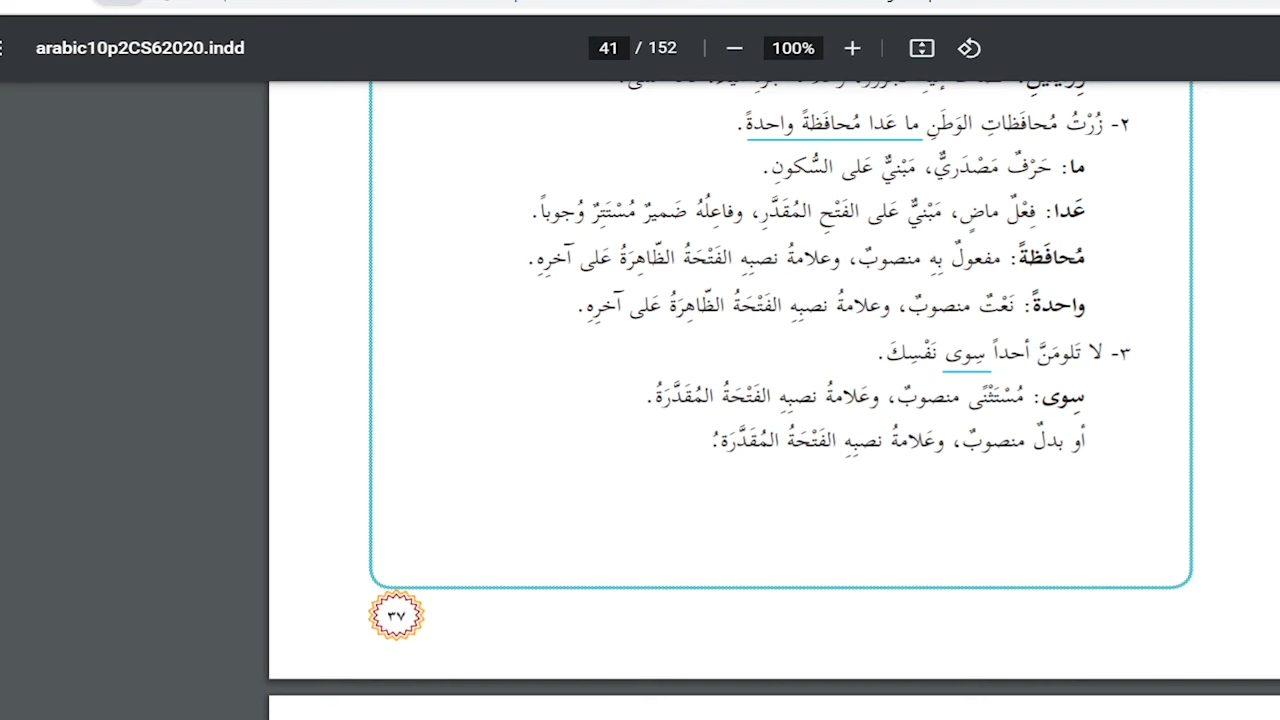 arabic10p2CS62020.indd
41 / 152
100%
٢- زُرْتُ مُحافَظاتِ الوَطَنِ ما عَدا مُحافَظةً واحدةً.
ما: حَرْفٌ مَصْدَريٌّ، مَبْنيٌّ عَلى السُّكونِ.
عَدا: فِعْلٌ ماضٍ، مَبْنيٌّ عَلى الفَتْحِ المُقَدَّرِ، وفاعِلُهُ ضَميرٌ مُسْتَتِرٌ وُجوباً.
مُحافَظةً: مفعولٌ بِهِ منصوبٌ، وعلامةُ نصبِهِ الفَتْحَةُ الظّاهِرَةُ عَلى آخرِهِ.
واحدةً: نَعْتٌ منصوبٌ، وعلامةُ نصبِهِ الفَتْحَةُ الظّاهِرَةُ عَلى آخرِهِ.
٣- لا تَلومَنَّ أحداً سِوى نَفْسِكَ.
سِوى: مُسْتَثْنًى منصوبٌ، وعَلامةُ نصبِهِ الفَتْحَةُ المُقَدَّرَةُ.
أو بدلٌ منصوبٌ، وعَلامةُ نصبِهِ الفَتْحَةُ المُقَدَّرَةُ.
٣٧